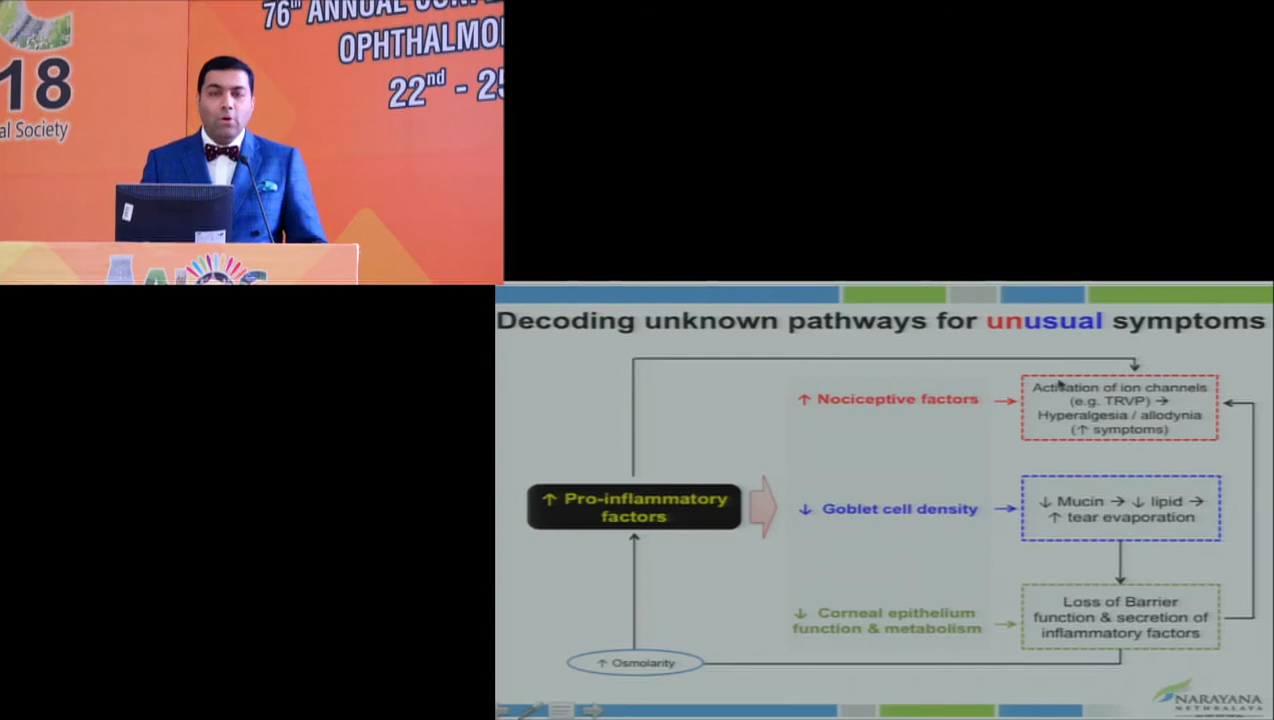 76th ANNUAL CONF
OPHTHALMO
22nd - 25
18
al Society
Decoding unknown pathways for unusual symptoms
↑ Nociceptive factors
Activation of ion channels
(e.g. TRVP) →
Hyperalgesia / allodynia
(↑ symptoms)
↑ Pro-inflammatory
factors
↓ Goblet cell density
↓ Mucin → ↓ lipid →
↑ tear evaporation
↓ Corneal epithelium
function & metabolism
Loss of Barrier
function & secretion of
inflammatory factors
↑ Osmolarity
NARAYANA
NETHRALAYA